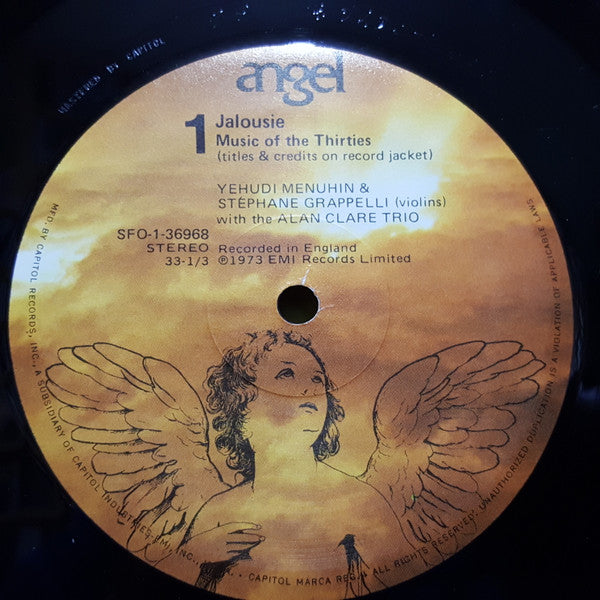 MASTERED BY CAPITOL
angel
1
Jalousie
Music of the Thirties
(titles & credits on record jacket)
YEHUDI MENUHIN &
STÉPHANE GRAPPELLI (violins)
with the ALAN CLARE TRIO
SFO-1-36968
STEREO Recorded in England
33-1/3 ℗1973 EMI Records Limited
MFD. BY CAPITOL RECORDS, INC., A SUBSIDIARY OF CAPITOL INDUSTRIES-EMI, INC., U.S.A. • CAPITOL MARCA REG. • ALL RIGHTS RESERVED. UNAUTHORIZED DUPLICATION IS A VIOLATION OF APPLICABLE LAWS.